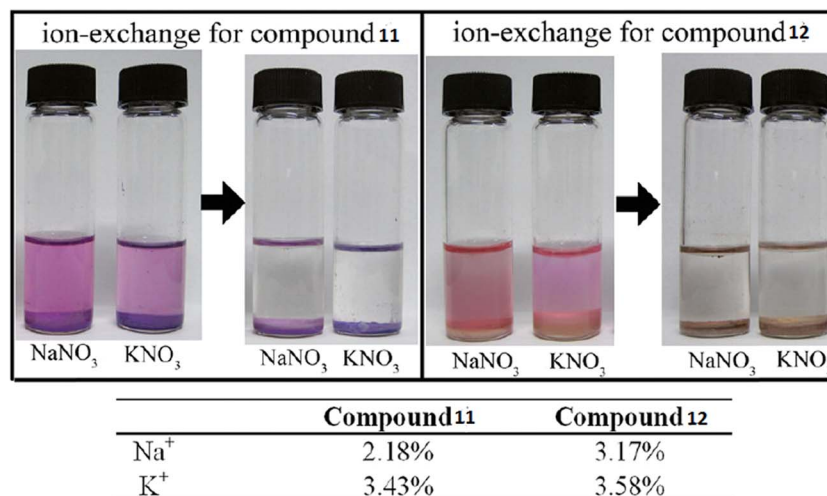 ion-exchange for compound 11
ion-exchange for compound 12
NaNO₃ KNO₃
NaNO₃ KNO₃
NaNO₃ KNO₃
NaNO₃ KNO
Compound 11 Compound 12
Na⁺ 2.18% 3.17%
K⁺ 3.43% 3.58%